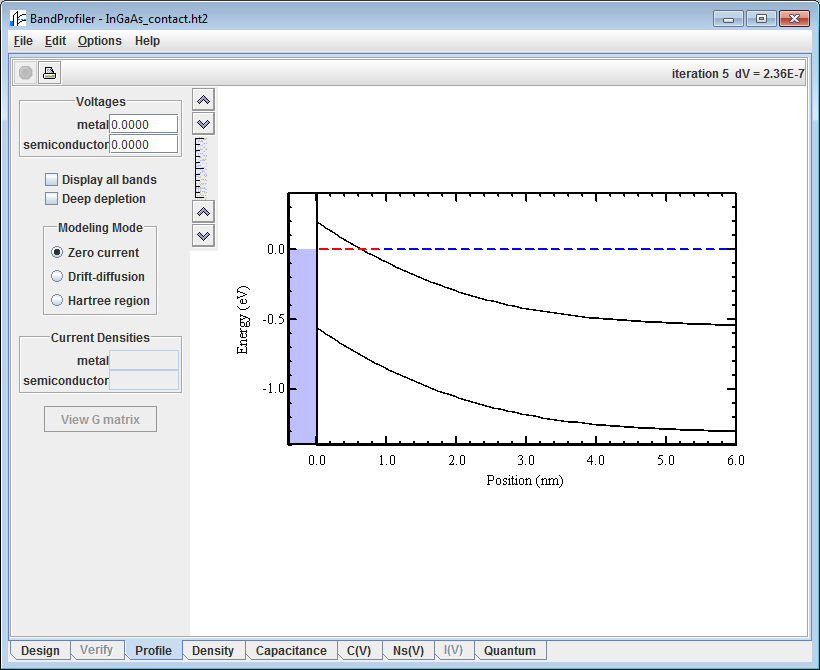 BandProfiler - InGaAs_contact.ht2
File Edit Options Help
iteration 5 dV = 2.36E-7
Voltages
metal 0.0000
semiconductor 0.0000
Display all bands
Deep depletion
Modeling Mode
Zero current
Drift-diffusion
Hartree region
Current Densities
metal
semiconductor
View G matrix
Energy (eV)
0.0
-0.5
-1.0
0.0 1.0 2.0 3.0 4.0 5.0 6.0
Position (nm)
Design Verify Profile Density Capacitance C(V) Ns(V) I(V) Quantum